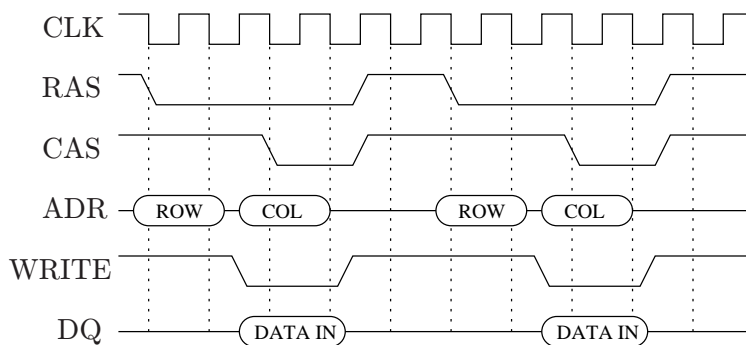 CLK
RAS
CAS
ADR ROW COL ROW COL
WRITE
DQ DATA IN DATA IN